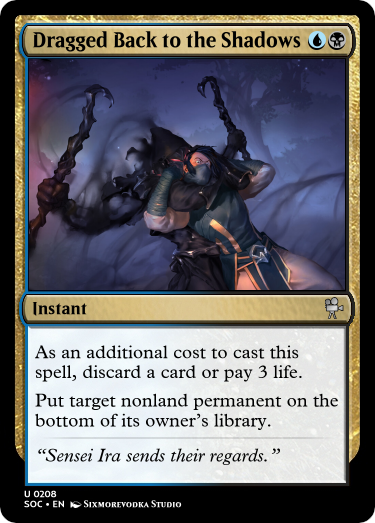 Dragged Back to the Shadows
Instant
As an additional cost to cast this
spell, discard a card or pay 3 life.
Put target nonland permanent on the
bottom of its owner's library.
“Sensei Ira sends their regards.”
U 0208
SOC • EN Sixmorevodka Studio